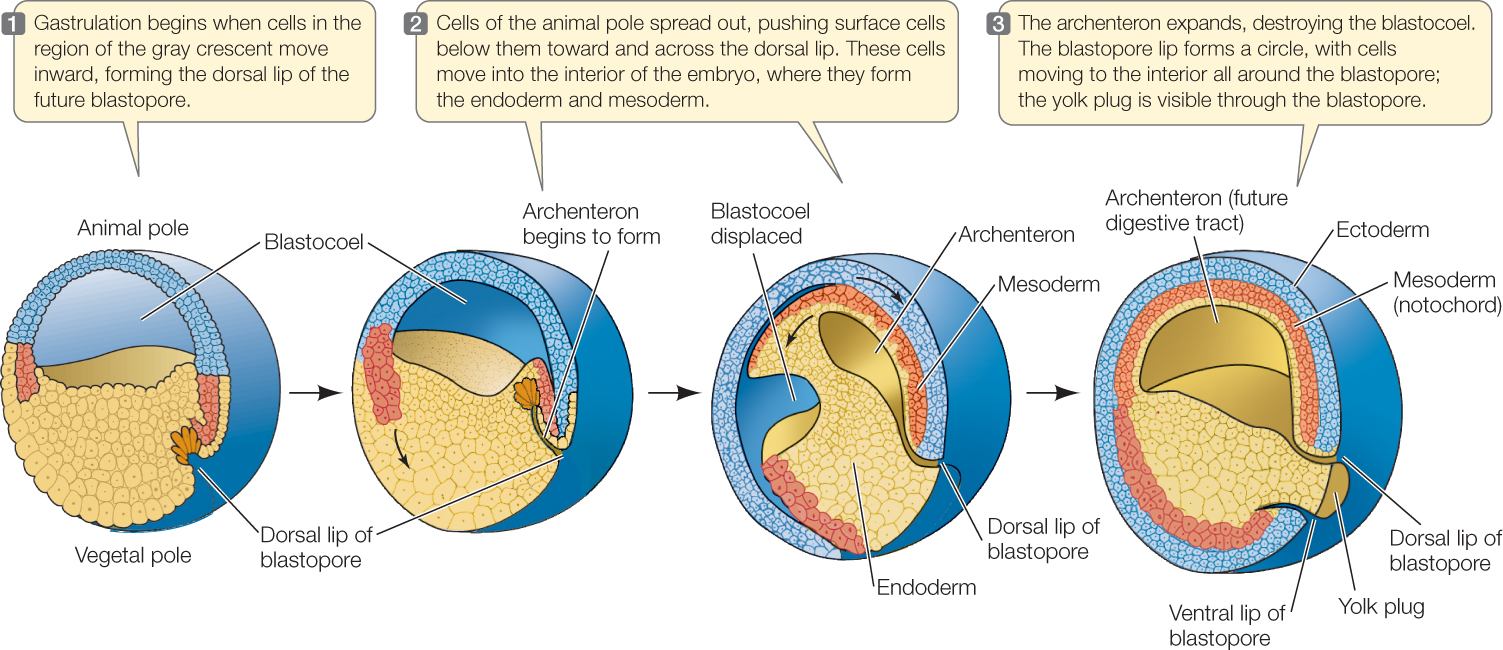 1 Gastrulation begins when cells in the
region of the gray crescent move
inward, forming the dorsal lip of the
future blastopore.
2 Cells of the animal pole spread out, pushing surface cells
below them toward and across the dorsal lip. These cells
move into the interior of the embryo, where they form
the endoderm and mesoderm.
3 The archenteron expands, destroying the blastocoel.
The blastopore lip forms a circle, with cells
moving to the interior all around the blastopore;
the yolk plug is visible through the blastopore.
Animal pole
Blastocoel
Vegetal pole
Dorsal lip of
blastopore
Archenteron
begins to form
Blastocoel
displaced
Archenteron
Mesoderm
Dorsal lip of
blastopore
Endoderm
Archenteron (future
digestive tract)
Ectoderm
Mesoderm
(notochord)
Dorsal lip of
blastopore
Yolk plug
Ventral lip of
blastopore